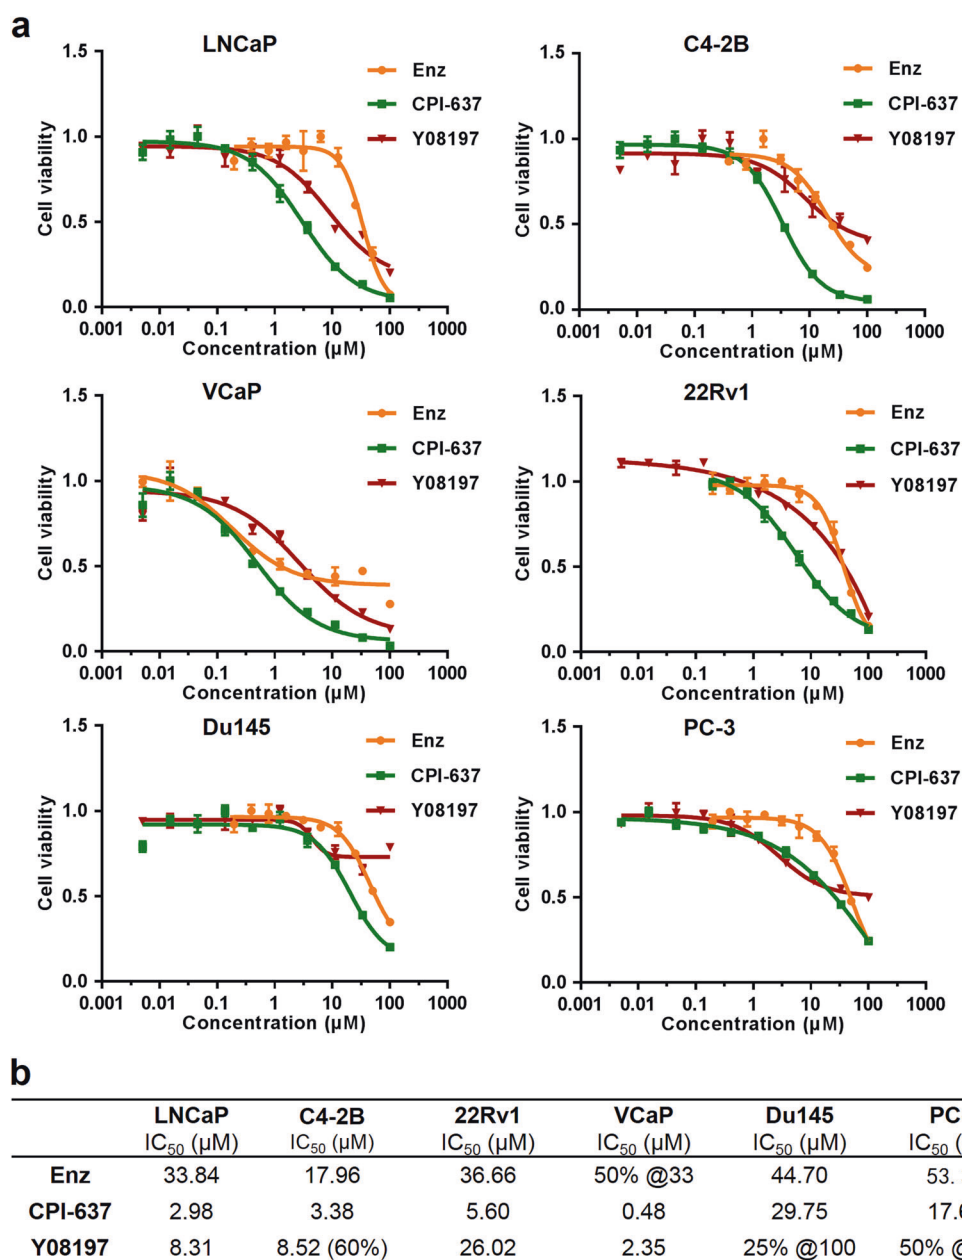 a
LNCaP
1.5
1.0
0.5
0.0
Cell viability
Enz
CPI-637
Y08197
0.001 0.01 0.1 1 10 100 1000
Concentration (µM)
C4-2B
1.5
1.0
0.5
0.0
Cell viability
Enz
CPI-637
Y08197
0.001 0.01 0.1 1 10 100 1000
Concentration (µM)
VCaP
1.5
1.0
0.5
0.0
Cell viability
Enz
CPI-637
Y08197
0.001 0.01 0.1 1 10 100 1000
Concentration (µM)
22Rv1
1.5
1.0
0.5
0.0
Cell viability
Enz
CPI-637
Y08197
0.001 0.01 0.1 1 10 100 1000
Concentration (µM)
Du145
1.5
1.0
0.5
0.0
Cell viability
Enz
CPI-637
Y08197
0.001 0.01 0.1 1 10 100 1000
Concentration (µM)
PC-3
1.5
1.0
0.5
0.0
Cell viability
Enz
CPI-637
Y08197
0.001 0.01 0.1 1 10 100 1000
Concentration (µM)
b
LNCaP C4-2B 22Rv1 VCaP Du145 PC
IC50 (µM) IC50 (µM) IC50 (µM) IC50 (µM) IC50 (µM) IC50 (
Enz 33.84 17.96 36.66 50% @33 44.70 53.
CPI-637 2.98 3.38 5.60 0.48 29.75 17.6
Y08197 8.31 8.52 (60%) 26.02 2.35 25% @100 50% @